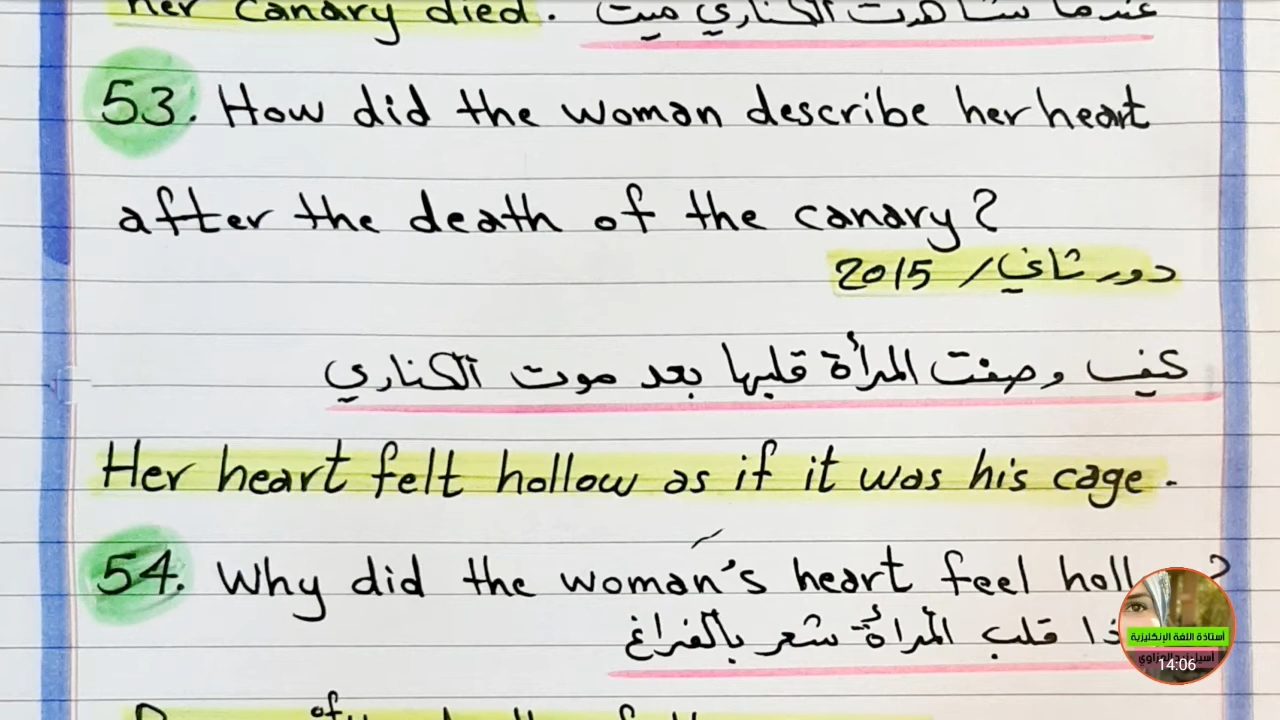 her canary died. عندما شاهدت الكناري ميت
53. How did the woman describe her heart
after the death of the canary?
دور ثاني / 2015
كيف وصفت المرأة قلبها بعد موت الكناري
Her heart felt hollow as if it was his cage.
54. Why did the woman's heart feel holl ?
ذا قلب المرأة شعر بالفراغ
أستاذة اللغة الإنكليزية
14:06
of